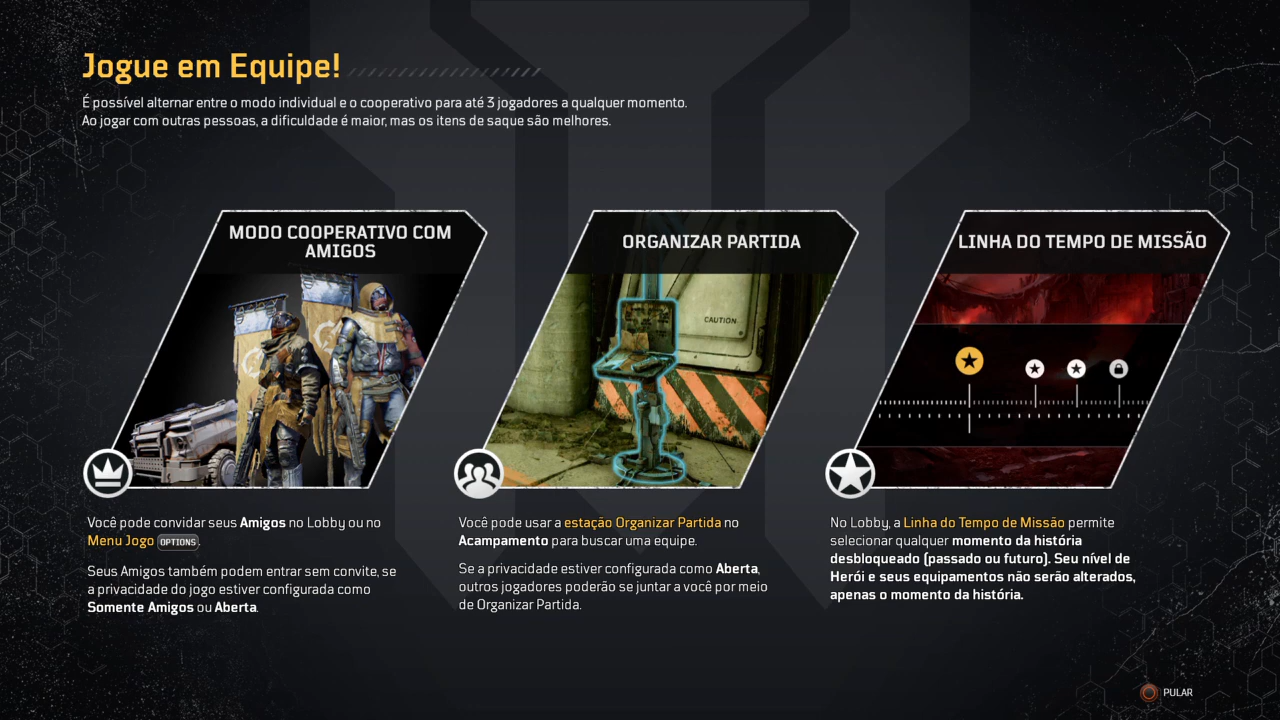 Jogue em Equipe!
É possível alternar entre o modo individual e o cooperativo para até 3 jogadores a qualquer momento.
Ao jogar com outras pessoas, a dificuldade é maior, mas os itens de saque são melhores.
MODO COOPERATIVO COM
AMIGOS
ORGANIZAR PARTIDA
LINHA DO TEMPO DE MISSÃO
CAUTION
Você pode convidar seus Amigos no Lobby ou no
Menu Jogo OPTIONS.
Seus Amigos também podem entrar sem convite, se
a privacidade do jogo estiver configurada como
Somente Amigos ou Aberta.
Você pode usar a estação Organizar Partida no
Acampamento para buscar uma equipe.
Se a privacidade estiver configurada como Aberta,
outros jogadores poderão se juntar a você por meio
de Organizar Partida.
No Lobby, a Linha do Tempo de Missão permite
selecionar qualquer momento da história
desbloqueado (passado ou futuro). Seu nível de
Herói e seus equipamentos não serão alterados,
apenas o momento da história.
PULAR